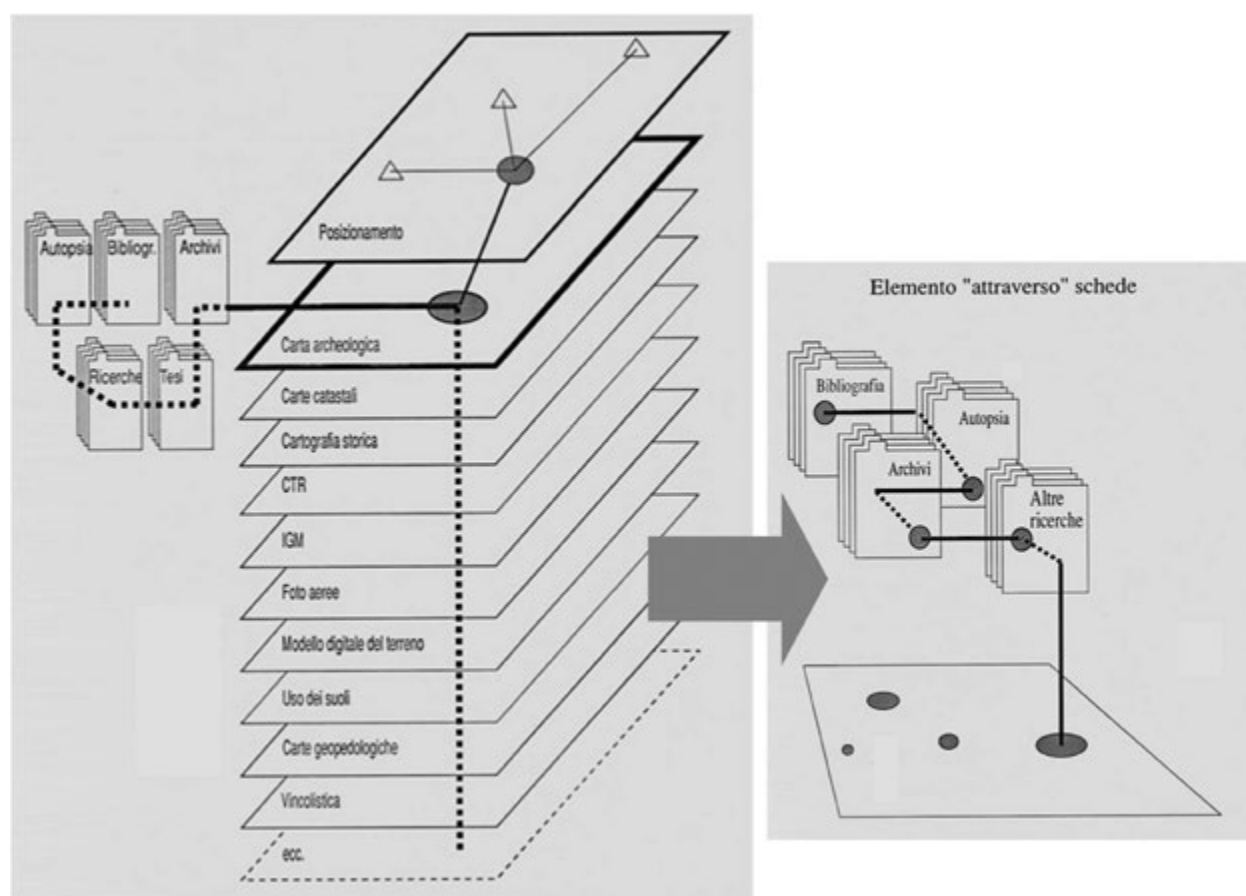 Posizionamento
Autopsia
Bibliogr.
Archivi
Ricerche
Tesi
Carta archeologica
Carte catastali
Cartografia storica
CTR
IGM
Foto aeree
Modello digitale del terreno
Uso dei suoli
Carte geopedologiche
Vincolistica
ecc.
Elemento "attraverso" schede
Bibliografia
Autopsia
Archivi
Altre
ricerche